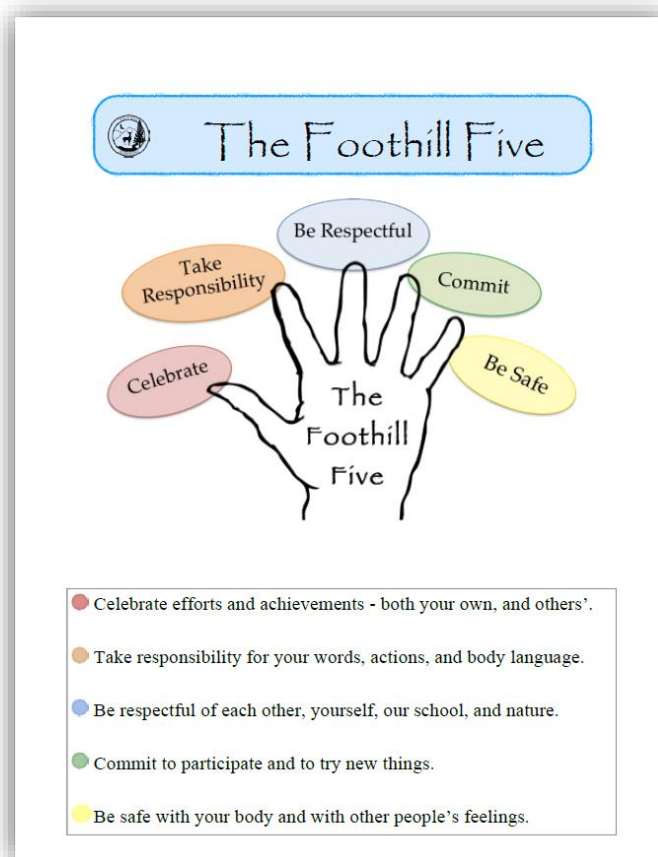 The Foothill Five
Be Respectful
Take
Responsibility
Commit
Celebrate
Be Safe
The
Foothill
Five
Celebrate efforts and achievements - both your own, and others’.
Take responsibility for your words, actions, and body language.
Be respectful of each other, yourself, our school, and nature.
Commit to participate and to try new things.
Be safe with your body and with other people’s feelings.